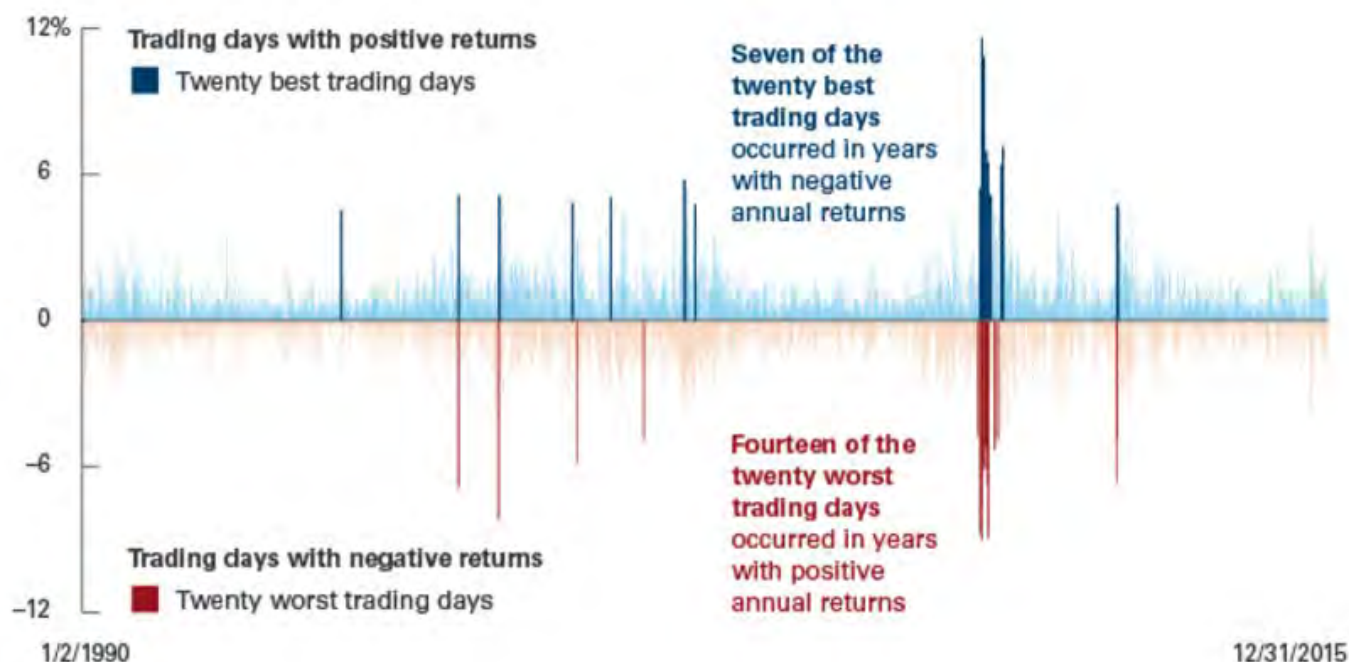 12%
Trading days with positive returns
Twenty best trading days
Seven of the
twenty best
trading days
occurred in years
with negative
annual returns
6
0
–6
Fourteen of the
twenty worst
trading days
occurred in years
with positive
annual returns
Trading days with negative returns
Twenty worst trading days
–12
1/2/1990
12/31/2015